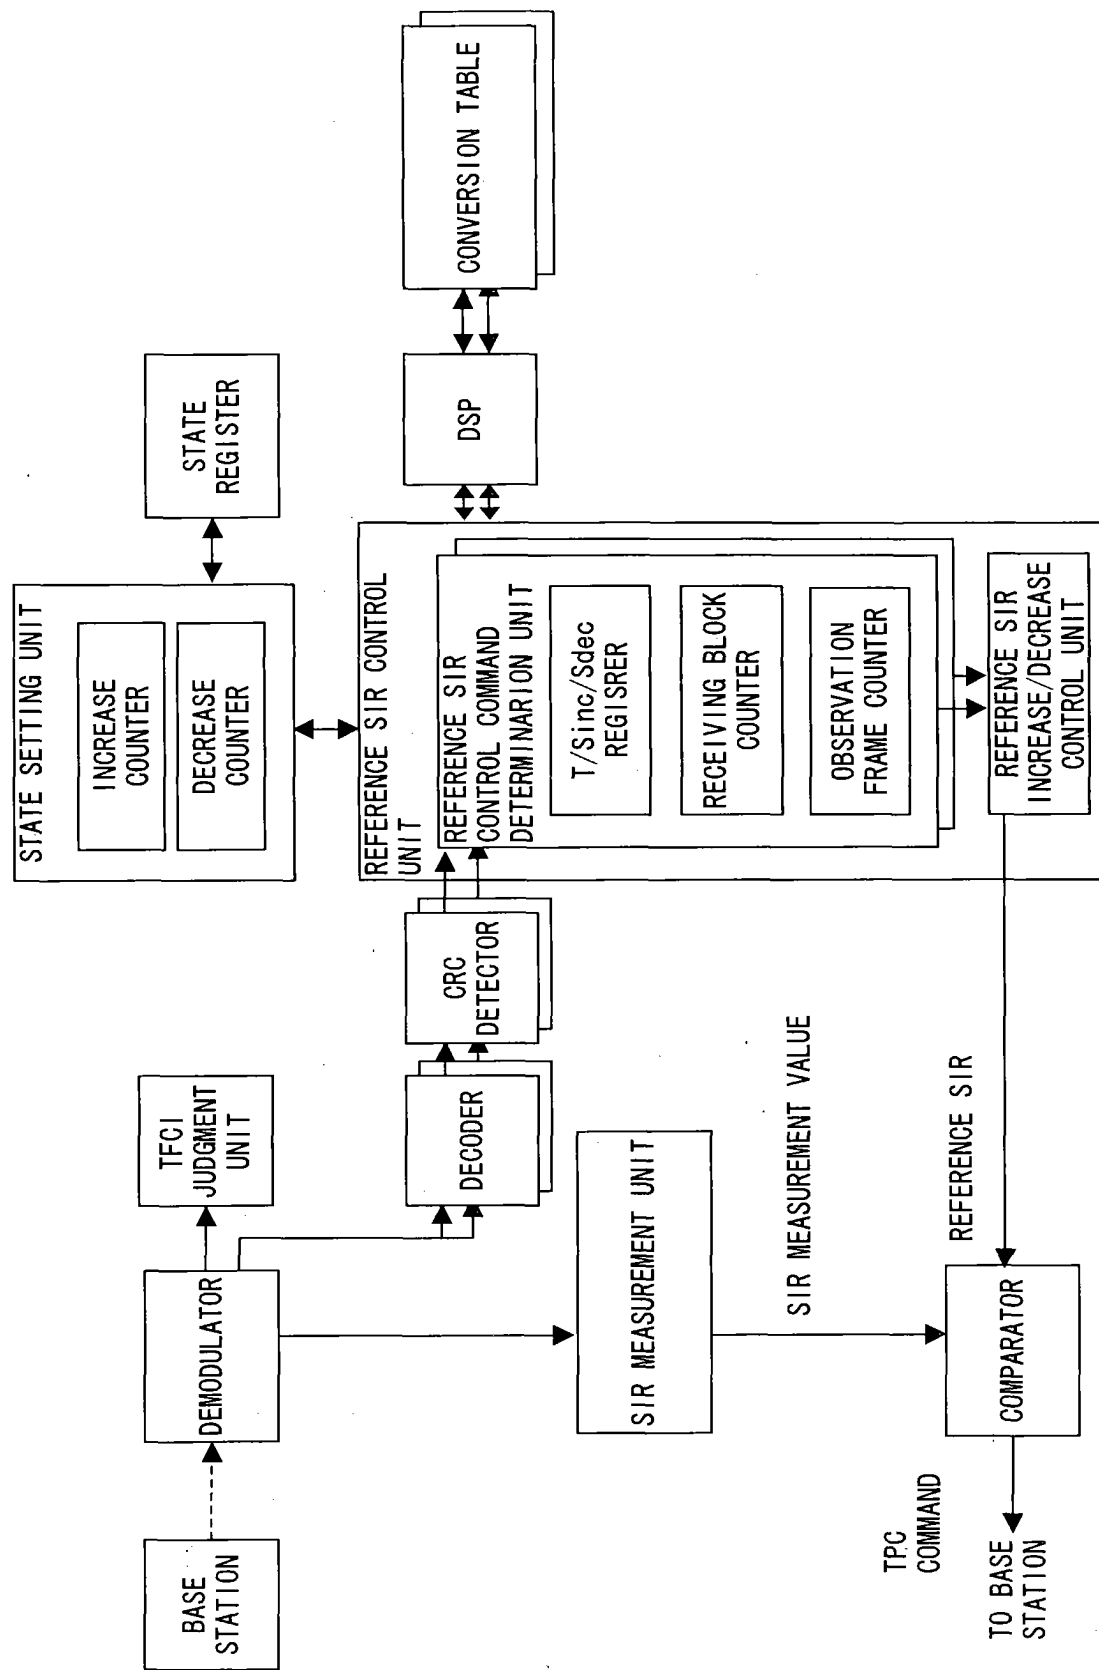 BASE
STATION
DEMODULATOR
TFCI
JUDGMENT
UNIT
DECODER
CRC
DETECTOR
SIR MEASUREMENT UNIT
SIR MEASUREMENT VALUE
STATE SETTING UNIT
INCREASE
COUNTER
DECREASE
COUNTER
STATE
REGISTER
REFERENCE SIR CONTROL
UNIT
REFERENCE SIR
CONTROL COMMAND
DETERMINARION UNIT
T/Sinc/Sdec
REGISRER
RECEIVING BLOCK
COUNTER
OBSERVATION
FRAME COUNTER
REFERENCE SIR
INCREASE/DECREASE
CONTROL UNIT
DSP
CONVERSION TABLE
REFERENCE SIR
COMPARATOR
TPC
COMMAND
TO BASE
STATION